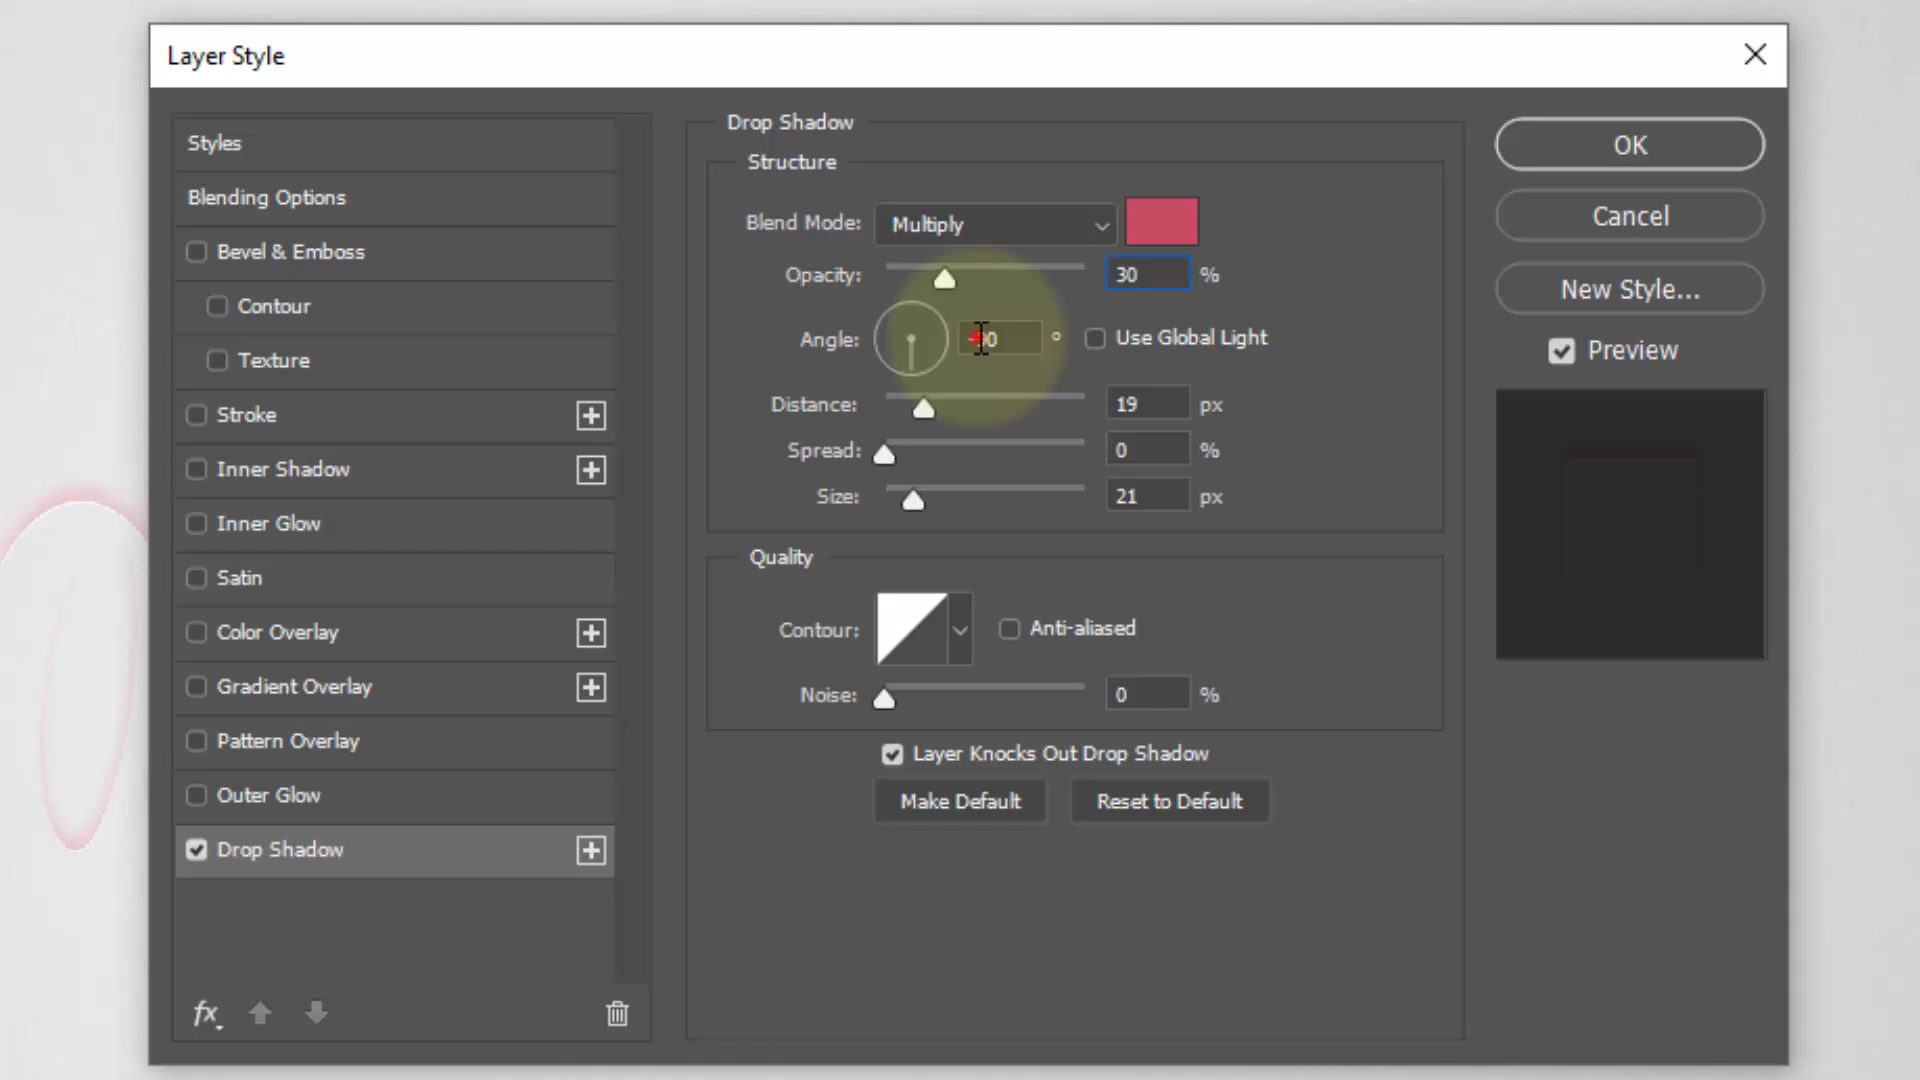 Layer Style
Styles
Blending Options
Bevel & Emboss
Contour
Texture
Stroke
Inner Shadow
Inner Glow
Satin
Color Overlay
Gradient Overlay
Pattern Overlay
Outer Glow
Drop Shadow
fx
Drop Shadow
Structure
Blend Mode: Multiply
Opacity: 30 %
Angle: ° Use Global Light
Distance: 19 px
Spread: 0 %
Size: 21 px
Quality
Contour: Anti-aliased
Noise: 0 %
Layer Knocks Out Drop Shadow
Make Default Reset to Default
OK
Cancel
New Style...
Preview